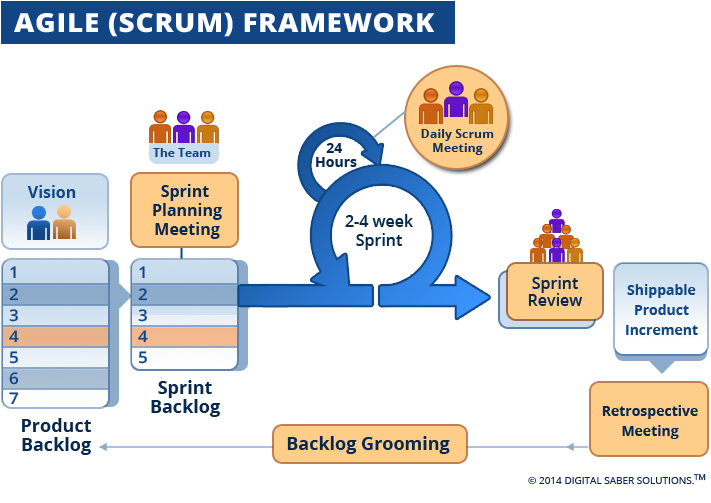 AGILE (SCRUM) FRAMEWORK
The Team
Vision
Sprint
Planning
Meeting
1
2
3
4
5
6
7
Product
Backlog
1
2
3
4
5
Sprint
Backlog
24
Hours
Daily Scrum
Meeting
2-4 week
Sprint
Sprint
Review
Shippable
Product
Increment
Retrospective
Meeting
Backlog Grooming
© 2014 DIGITAL SABER SOLUTIONS.TM